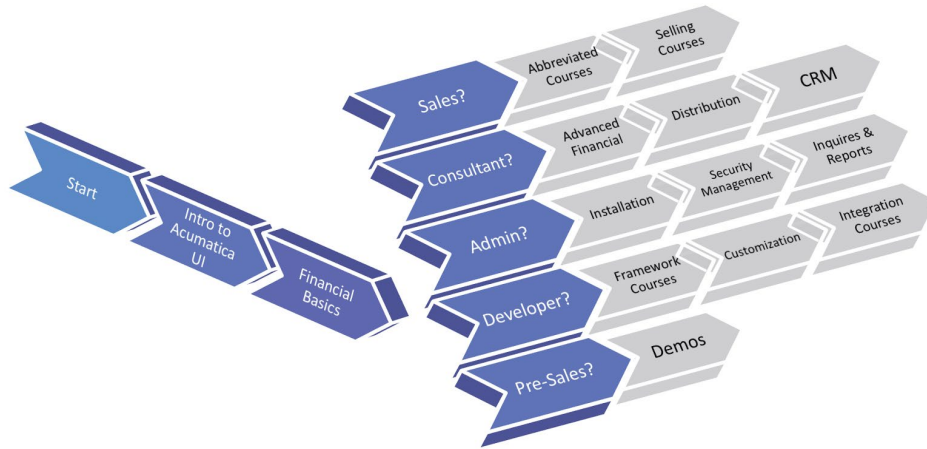 Start
Intro to
Acumatica
UI
Financial
Basics
Sales?
Abbreviated
Courses
Selling
Courses
Consultant?
Advanced
Financial
Distribution
CRM
Admin?
Installation
Security
Management
Inquires &
Reports
Developer?
Framework
Courses
Customization
Integration
Courses
Pre-Sales?
Demos